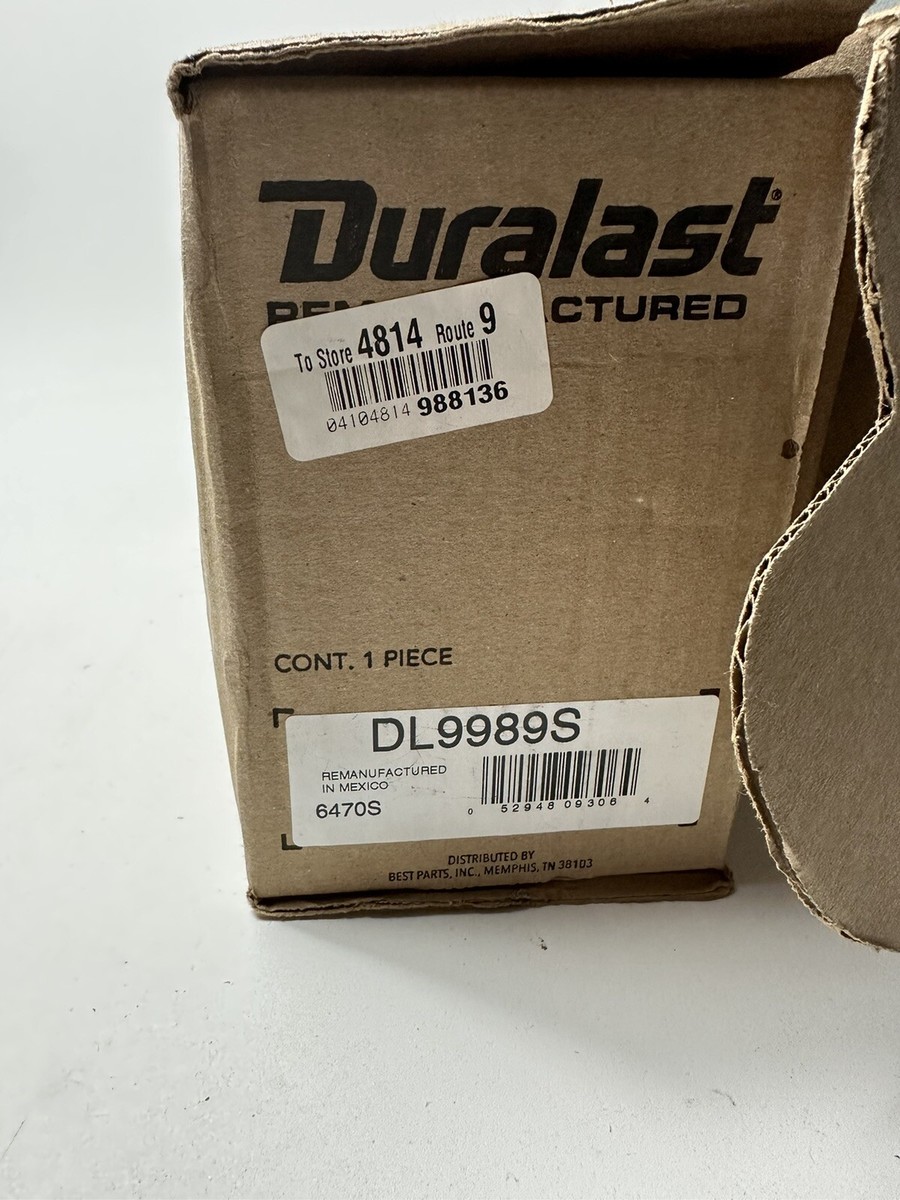 Duralast®
ACTURED
To Store 4814 Route 9
04104814 988136
CONT. 1 PIECE
DL9989S
REMANUFACTURED
IN MEXICO
6470S
0 52948 09306 4
DISTRIBUTED BY
BEST PARTS, INC., MEMPHIS, TN 38103